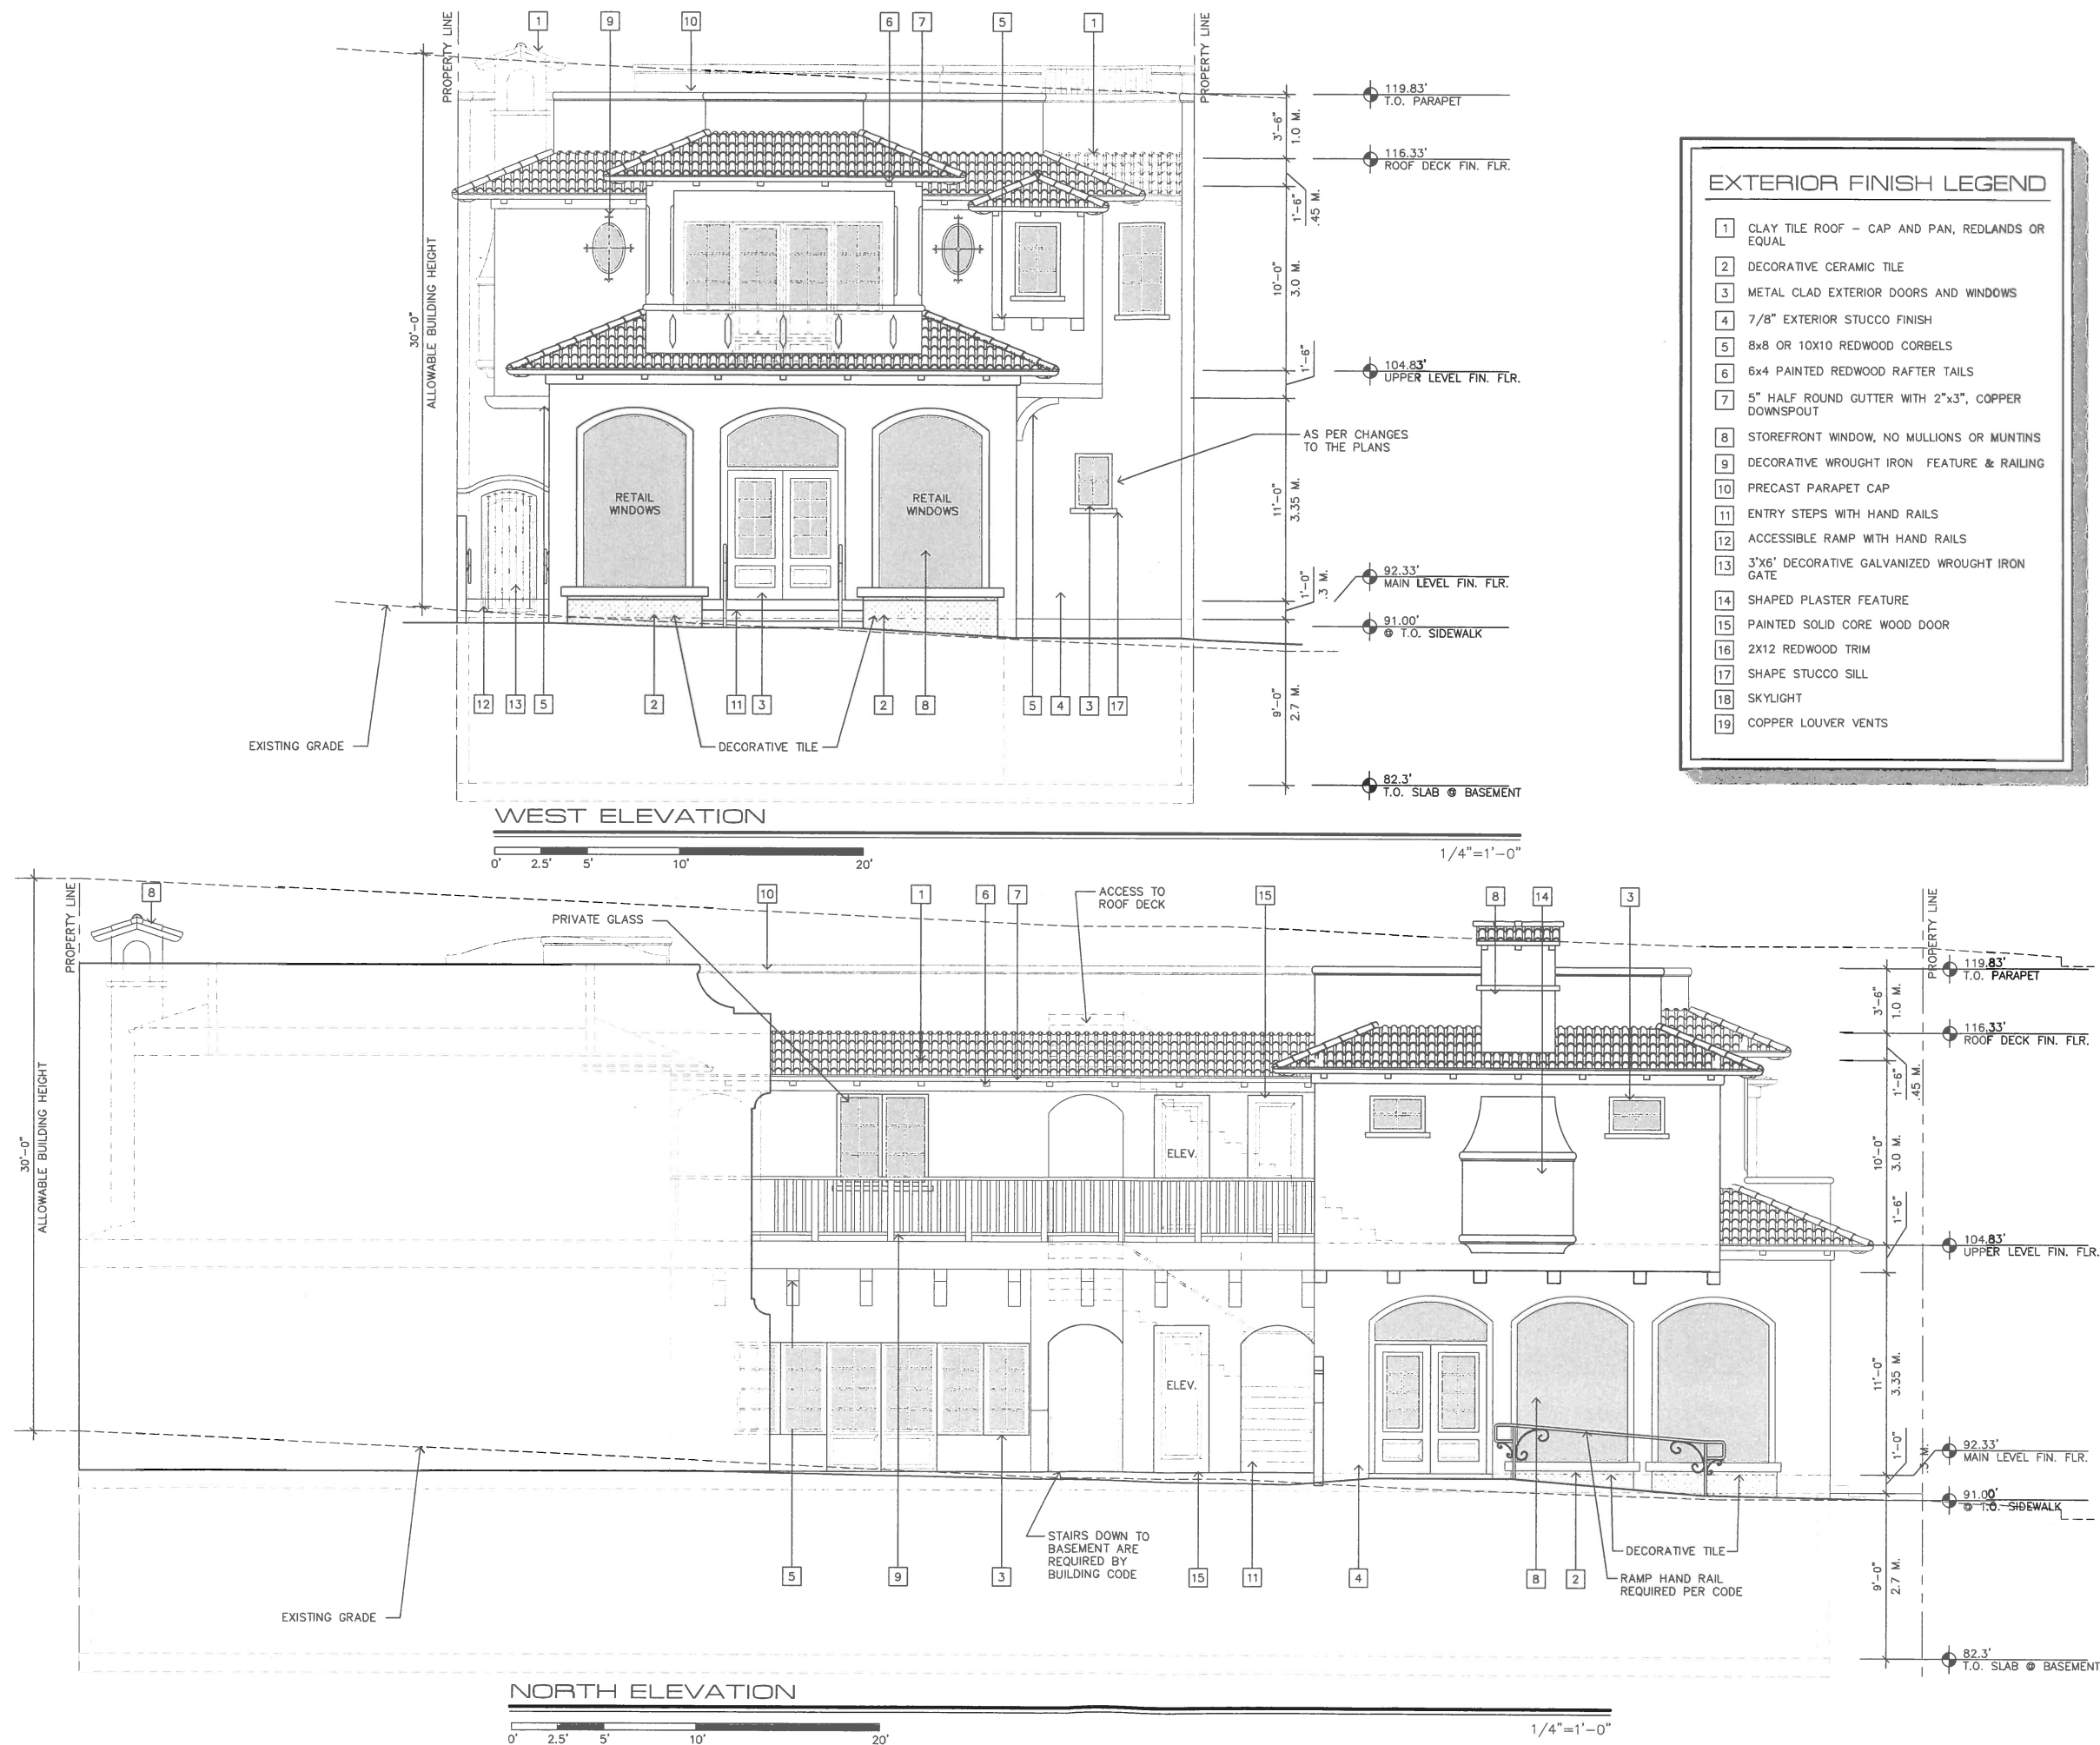 PROPERTY LINE
1
9
10
6
7
5
1
PROPERTY LINE
119.83'
T.O. PARAPET
116.33'
ROOF DECK FIN. FLR.
104.83'
UPPER LEVEL FIN. FLR.
92.33'
MAIN LEVEL FIN. FLR.
91.00'
@ T.O. SIDEWALK
82.3'
T.O. SLAB @ BASEMENT
3'-6"
1.0 M.
1'-6"
.45 M.
10'-0"
3.0 M.
1'-6"
11'-0"
3.35 M.
1'-0"
.3 M.
9'-0"
2.7 M.
30'-0"
ALLOWABLE BUILDING HEIGHT
AS PER CHANGES
TO THE PLANS
RETAIL
WINDOWS
RETAIL
WINDOWS
12
13
5
2
11
3
2
8
5
4
3
17
EXISTING GRADE
DECORATIVE TILE
WEST ELEVATION
0'
2.5'
5'
10'
20'
1/4"=1'-0"
EXTERIOR FINISH LEGEND
1 CLAY TILE ROOF - CAP AND PAN, REDLANDS OR
EQUAL
2 DECORATIVE CERAMIC TILE
3 METAL CLAD EXTERIOR DOORS AND WINDOWS
4 7/8" EXTERIOR STUCCO FINISH
5 8x8 OR 10X10 REDWOOD CORBELS
6 6x4 PAINTED REDWOOD RAFTER TAILS
7 5" HALF ROUND GUTTER WITH 2"x3", COPPER
DOWNSPOUT
8 STOREFRONT WINDOW, NO MULLIONS OR MUNTINS
9 DECORATIVE WROUGHT IRON FEATURE & RAILING
10 PRECAST PARAPET CAP
11 ENTRY STEPS WITH HAND RAILS
12 ACCESSIBLE RAMP WITH HAND RAILS
13 3'X6' DECORATIVE GALVANIZED WROUGHT IRON
GATE
14 SHAPED PLASTER FEATURE
15 PAINTED SOLID CORE WOOD DOOR
16 2X12 REDWOOD TRIM
17 SHAPE STUCCO SILL
18 SKYLIGHT
19 COPPER LOUVER VENTS
PROPERTY LINE
8
PRIVATE GLASS
10
1
6
7
ACCESS TO
ROOF DECK
15
8
14
3
PROPERTY LINE
119.83'
T.O. PARAPET
116.33'
ROOF DECK FIN. FLR.
104.83'
UPPER LEVEL FIN. FLR.
92.33'
MAIN LEVEL FIN. FLR.
91.00'
@ T.O. SIDEWALK
82.3'
T.O. SLAB @ BASEMENT
3'-6"
1.0 M.
1'-6"
.45 M.
10'-0"
3.0 M.
1'-6"
11'-0"
3.35 M.
1'-0"
.3 M.
9'-0"
2.7 M.
30'-0"
ALLOWABLE BUILDING HEIGHT
ELEV.
ELEV.
5
9
3
STAIRS DOWN TO
BASEMENT ARE
REQUIRED BY
BUILDING CODE
15
11
4
8
2
DECORATIVE TILE
RAMP HAND RAIL
REQUIRED PER CODE
EXISTING GRADE
NORTH ELEVATION
0'
2.5'
5'
10'
20'
1/4"=1'-0"